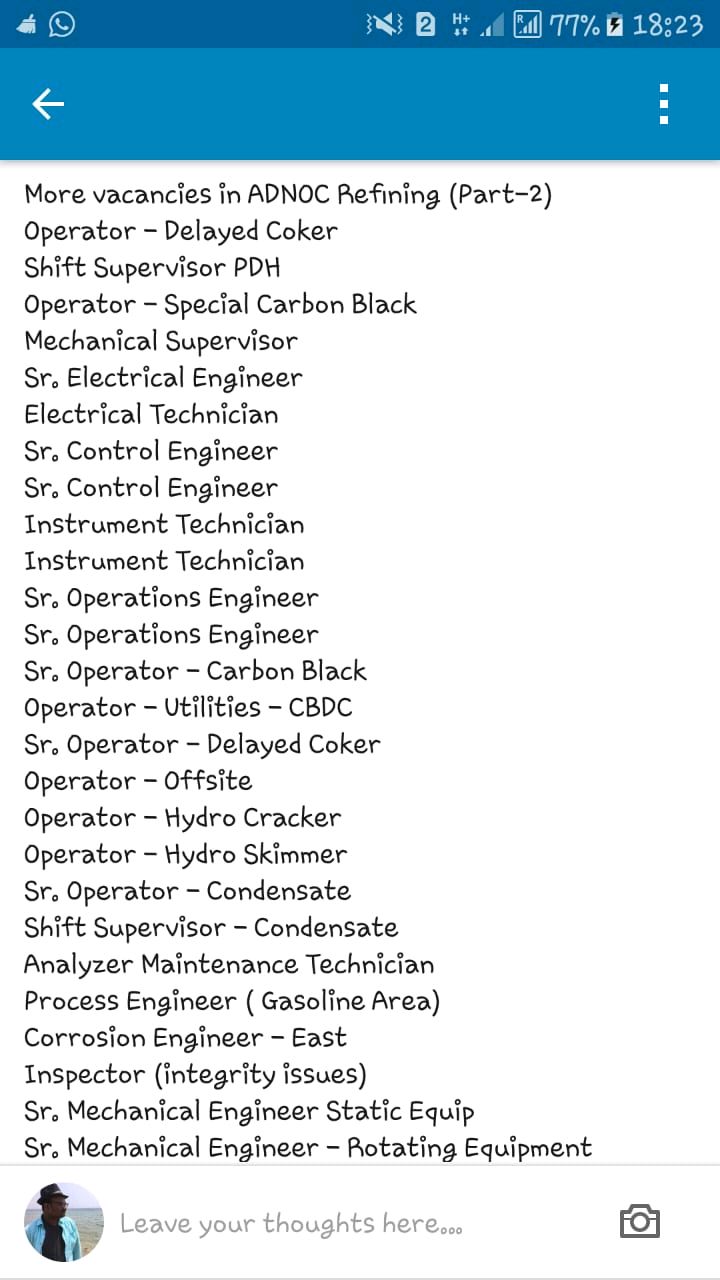 2 H+ R 77% 18:23
More vacancies in ADNOC Refining (Part-2)
Operator - Delayed Coker
Shift Supervisor PDH
Operator - Special Carbon Black
Mechanical Supervisor
Sr. Electrical Engineer
Electrical Technician
Sr. Control Engineer
Sr. Control Engineer
Instrument Technician
Instrument Technician
Sr. Operations Engineer
Sr. Operations Engineer
Sr. Operator - Carbon Black
Operator - Utilities - CBDC
Sr. Operator - Delayed Coker
Operator - Offsite
Operator - Hydro Cracker
Operator - Hydro Skimmer
Sr. Operator - Condensate
Shift Supervisor - Condensate
Analyzer Maintenance Technician
Process Engineer ( Gasoline Area)
Corrosion Engineer - East
Inspector (integrity issues)
Sr. Mechanical Engineer Static Equip
Sr. Mechanical Engineer - Rotating Equipment
Leave your thoughts here...